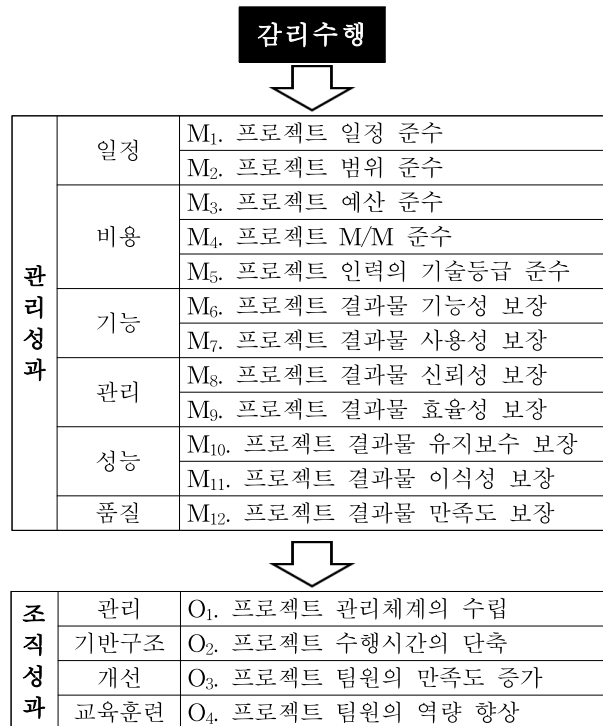 감리수행
관리성과
일정
M₁. 프로젝트 일정 준수
M₂. 프로젝트 범위 준수
비용
M₃. 프로젝트 예산 준수
M₄. 프로젝트 M/M 준수
M₅. 프로젝트 인력의 기술등급 준수
기능
M₆. 프로젝트 결과물 기능성 보장
M₇. 프로젝트 결과물 사용성 보장
관리
M₈. 프로젝트 결과물 신뢰성 보장
M₉. 프로젝트 결과물 효율성 보장
성능
M₁₀. 프로젝트 결과물 유지보수 보장
M₁₁. 프로젝트 결과물 이식성 보장
품질
M₁₂. 프로젝트 결과물 만족도 보장
조직성과
관리
O₁. 프로젝트 관리체계의 수립
기반구조
O₂. 프로젝트 수행시간의 단축
개선
O₃. 프로젝트 팀원의 만족도 증가
교육훈련
O₄. 프로젝트 팀원의 역량 향상